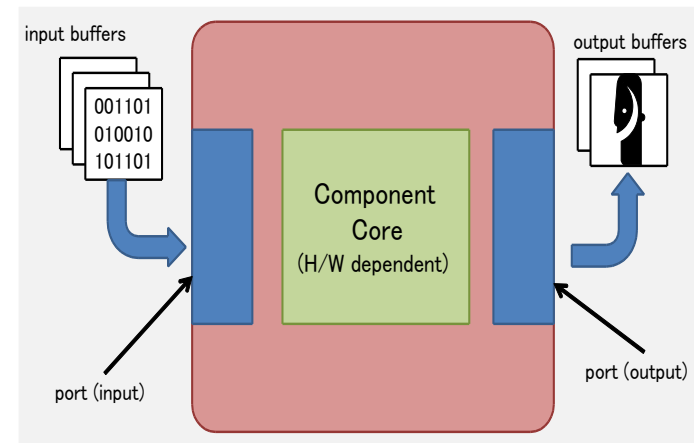 input buffers
output buffers
001101
010010
101101
Component
Core
(H/W dependent)
port (input)
port (output)